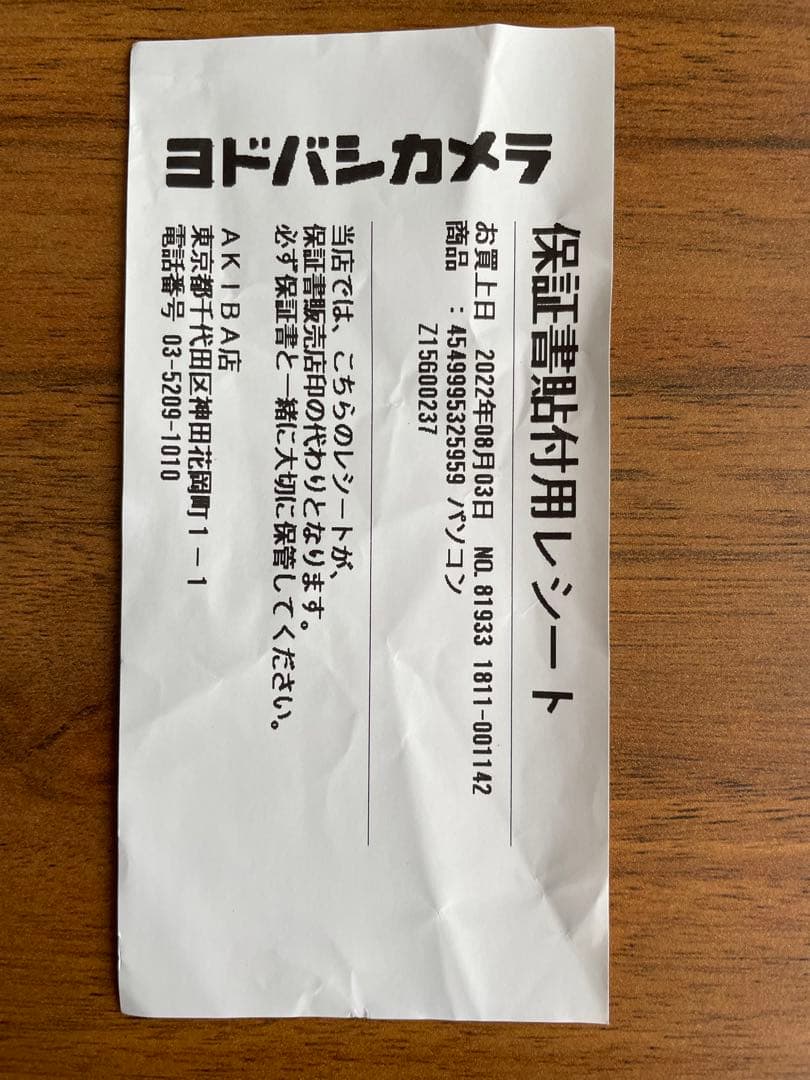 ヨドバシカメラ
保証書貼付用レシート
お買上日 2022年08月03日 NO.81933 1811-001142
商品 :4549995325959 パソコン
Z15G00237
当店では、こちらのレシートが、
保証書販売店印の代わりとなります。
必ず保証書と一緒に大切に保管してください。
AKIBA店
東京都千代田区神田花岡町1-1
電話番号 03-5209-1010